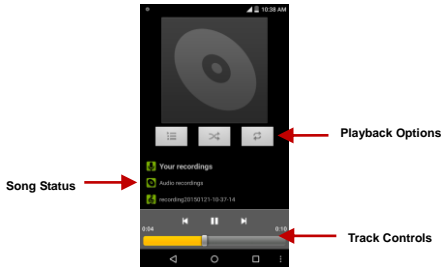 10:38 AM
Playback Options
Your recordings
Song Status
Audio recordings
recording20150121-10-37-14
0:04
0:10
Track Controls